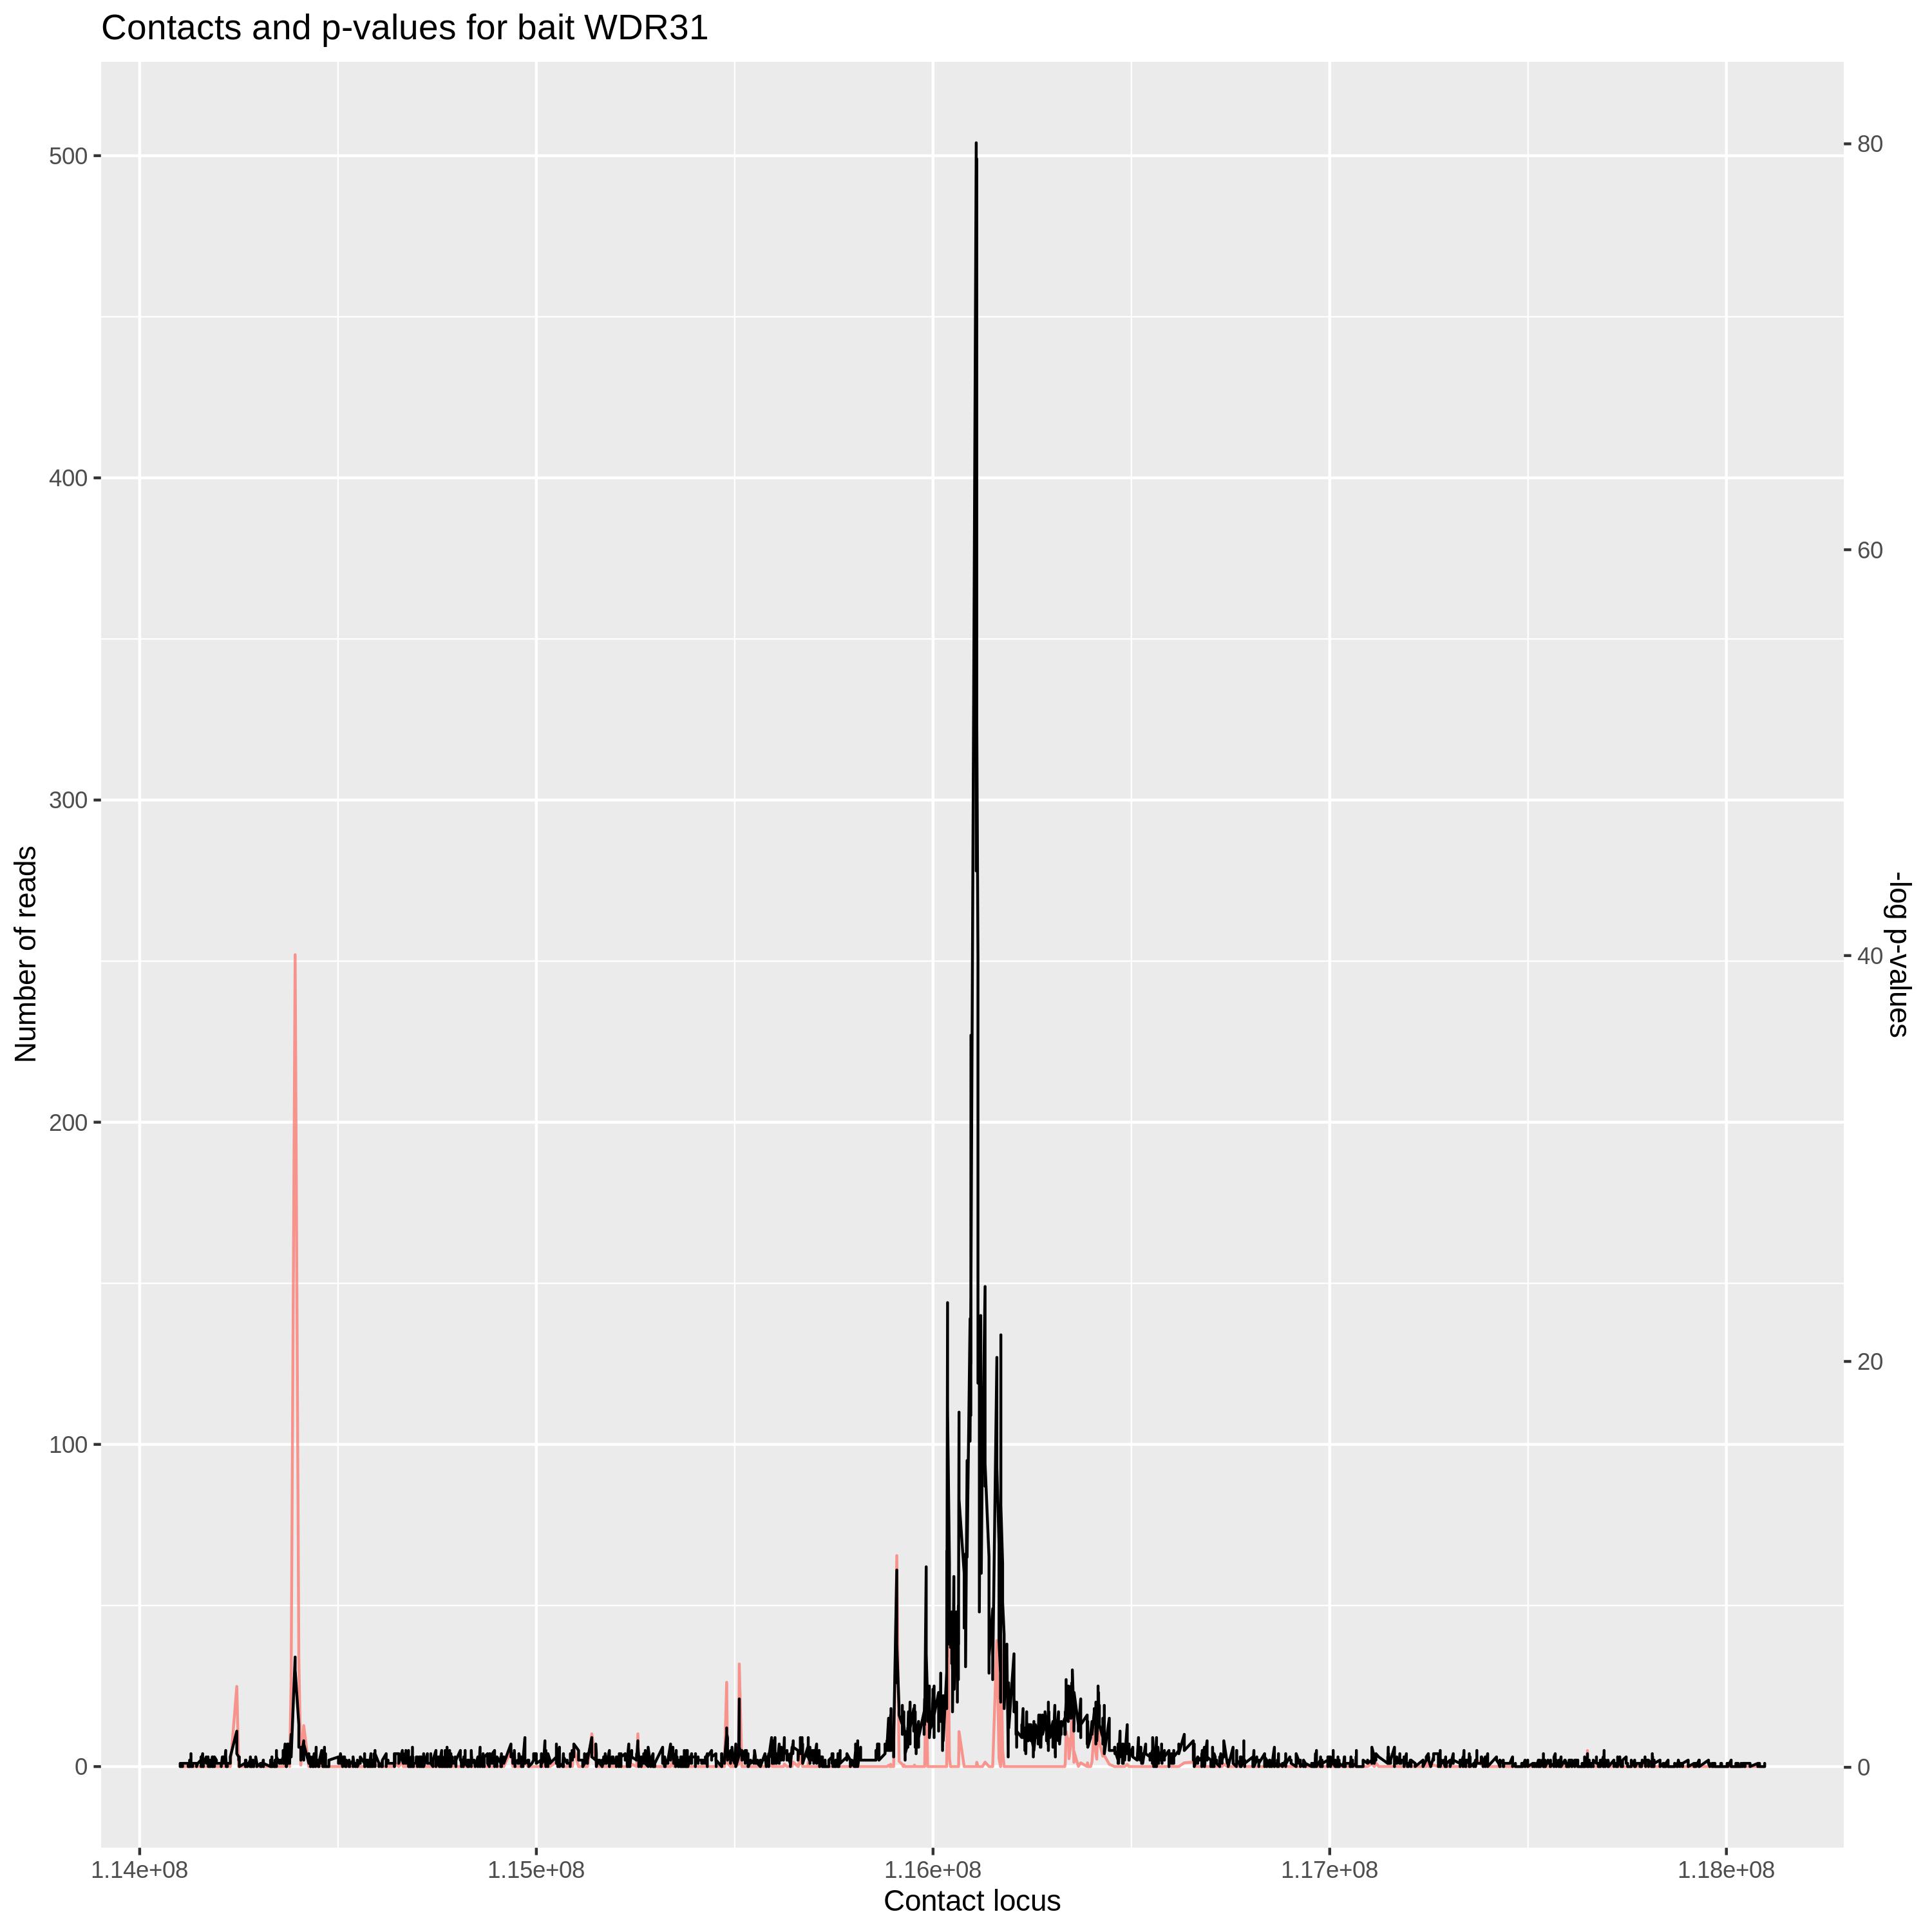 Contacts and p-values for bait WDR31
500
400
300
200
100
0
Number of reads
80
60
40
20
0
-log p-values
1.14e+08
1.15e+08
1.16e+08
1.17e+08
1.18e+08
Contact locus